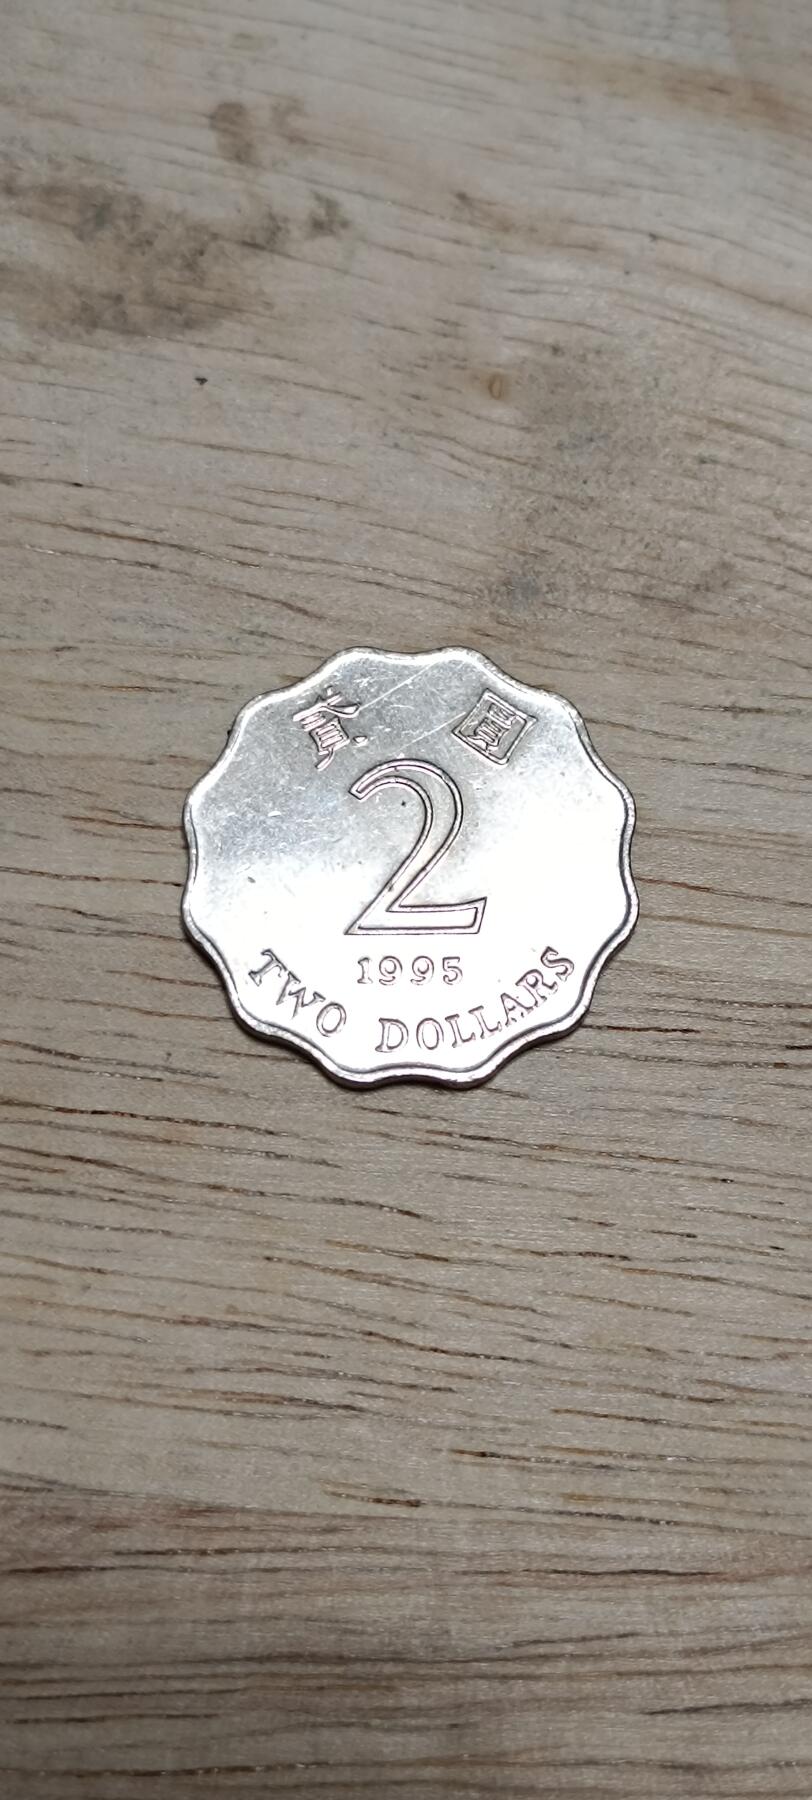 貳 圓
2
1995
TWO DOLLARS